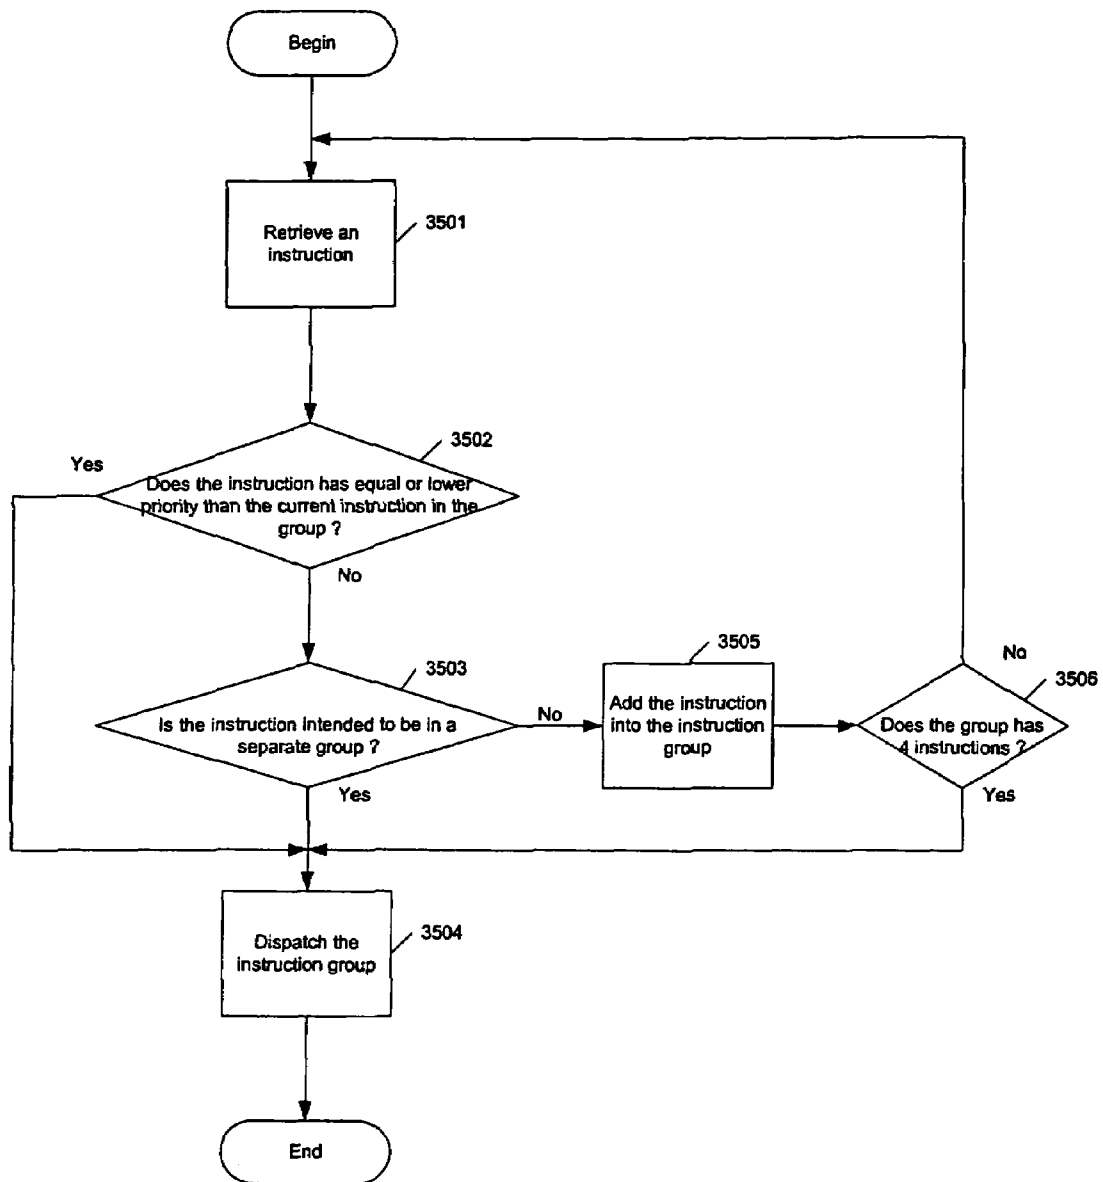 Begin
Retrieve an
instruction
3501
3502
Yes
Does the instruction has equal or lower
priority than the current instruction in the
group ?
No
3503
Is the instruction intended to be in a
separate group ?
No
Yes
3505
Add the instruction
into the instruction
group
No
3506
Does the group has
4 instructions ?
Yes
Dispatch the
instruction group
3504
End